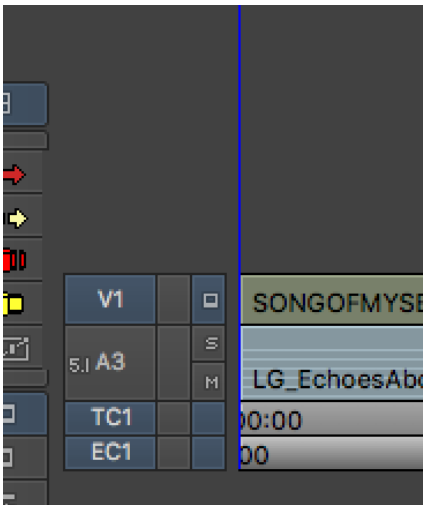 V1 SONGOFMYSE
S
5.1 A3
M LG_EchoesAbo
TC1 00:00
EC1 00